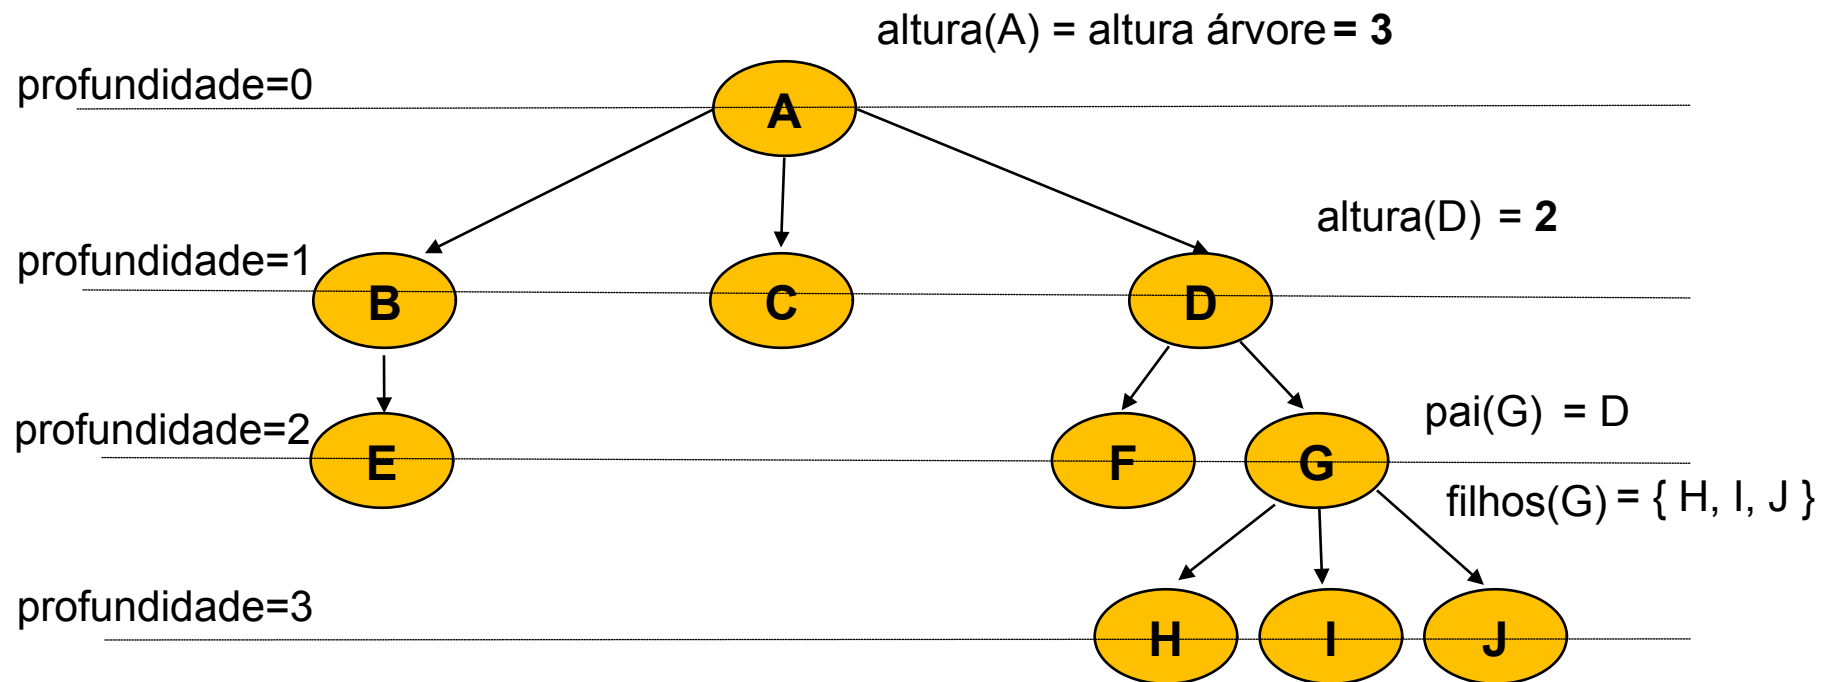 altura(A) = altura árvore = 3
profundidade=0
A
altura(D) = 2
profundidade=1
B C D
pai(G) = D
profundidade=2
E F G
filhos(G) = { H, I, J }
profundidade=3
H I J